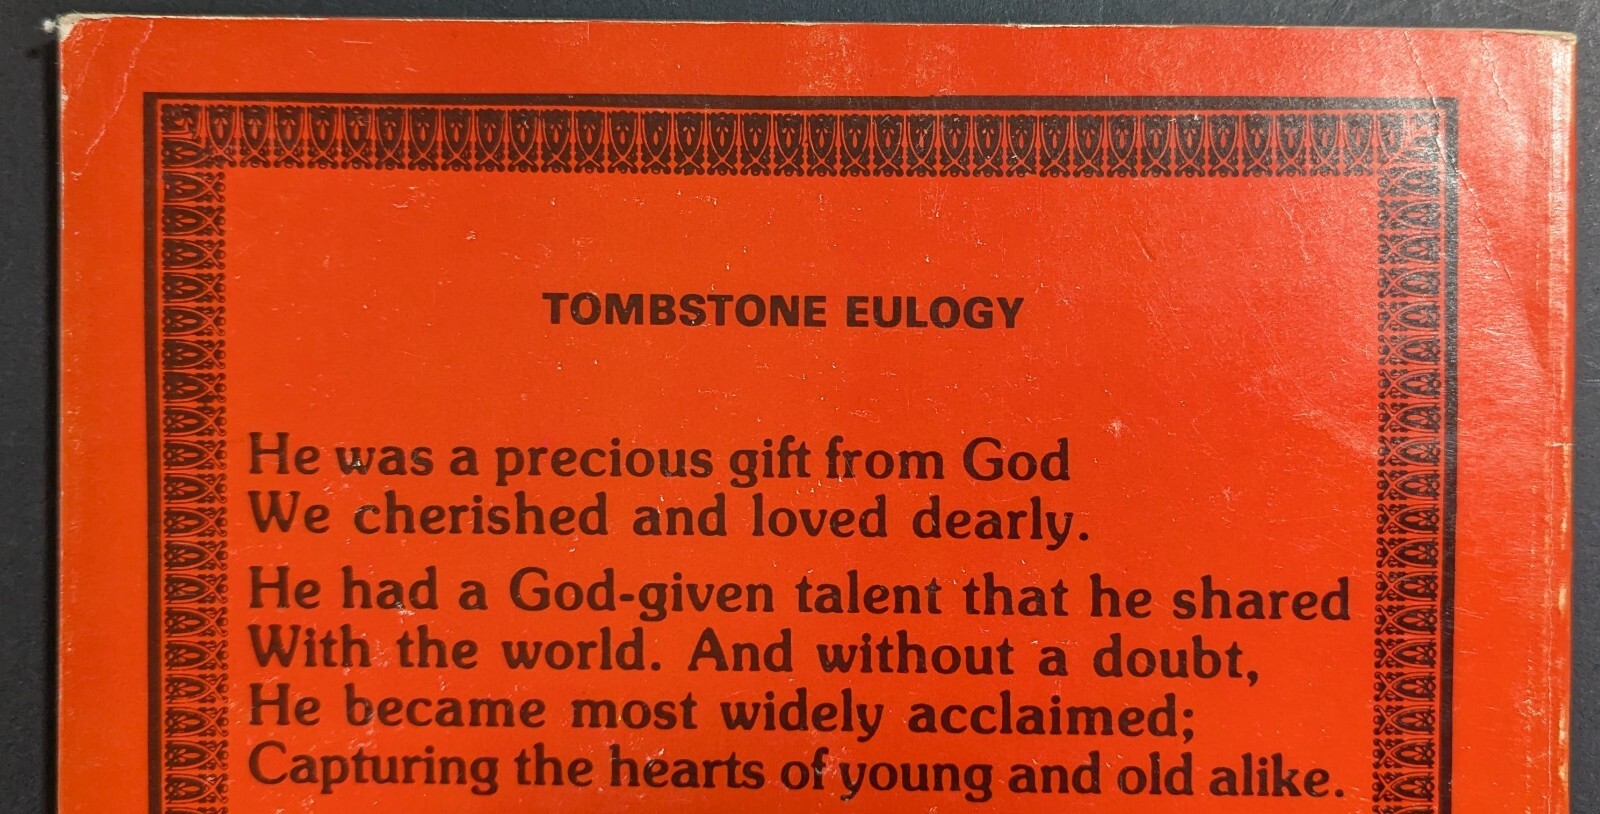 TOMBSTONE EULOGY
He was a precious gift from God
We cherished and loved dearly.
He had a God-given talent that he shared
With the world. And without a doubt,
He became most widely acclaimed;
Capturing the hearts of young and old alike.